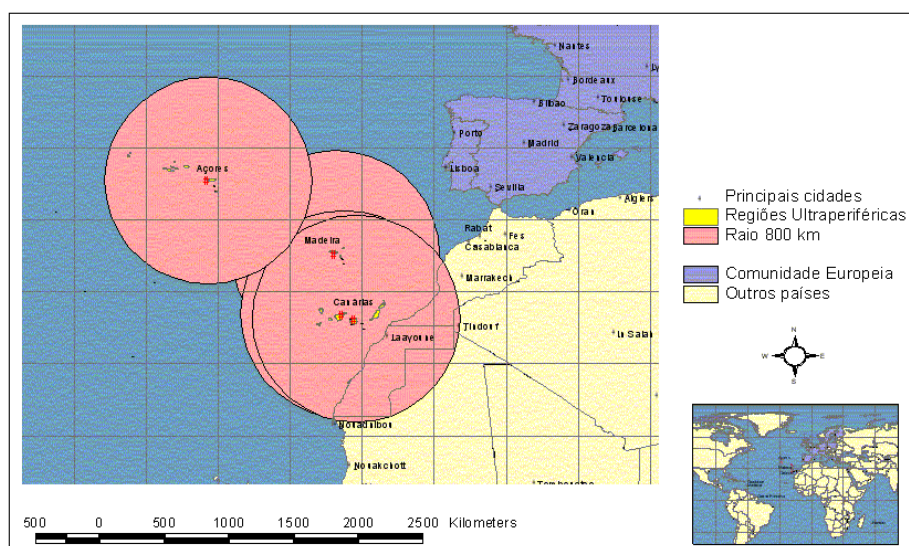 Nantes
Bordeaux
Toulouse
Bilbao
Zaragoza
Barcelona
Porto
Madrid
Valencia
Lisboa
Sevilla
Açores
Algiers
Oran
Rabat
Fes
Casablanca
Madeira
Marrakech
Canárias
Tindouf
In Salah
Laayoune
Nouadhibou
Nouakchott
Principais cidades
Regiões Ultraperiféricas
Raio 800 km
Comunidade Europeia
Outros países
N
W
E
S
500 0 500 1000 1500 2000 2500 Kilometers